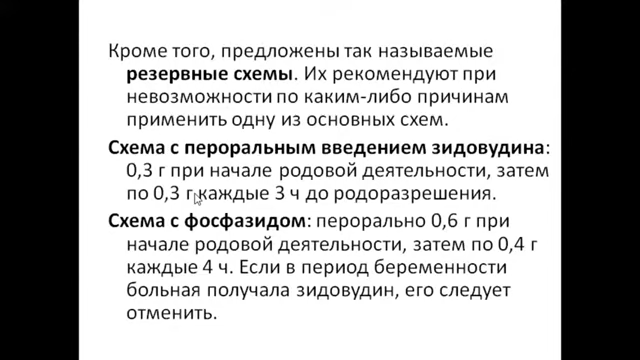 Кроме того, предложены так называемые
резервные схемы. Их рекомендуют при
невозможности по каким-либо причинам
применить одну из основных схем.
Схема с пероральным введением зидовудина:
0,3 г при начале родовой деятельности, затем
по 0,3 г каждые 3 ч до родоразрешения.
Схема с фосфазидом: перорально 0,6 г при
начале родовой деятельности, затем по 0,4 г
каждые 4 ч. Если в период беременности
больная получала зидовудин, его следует
отменить.